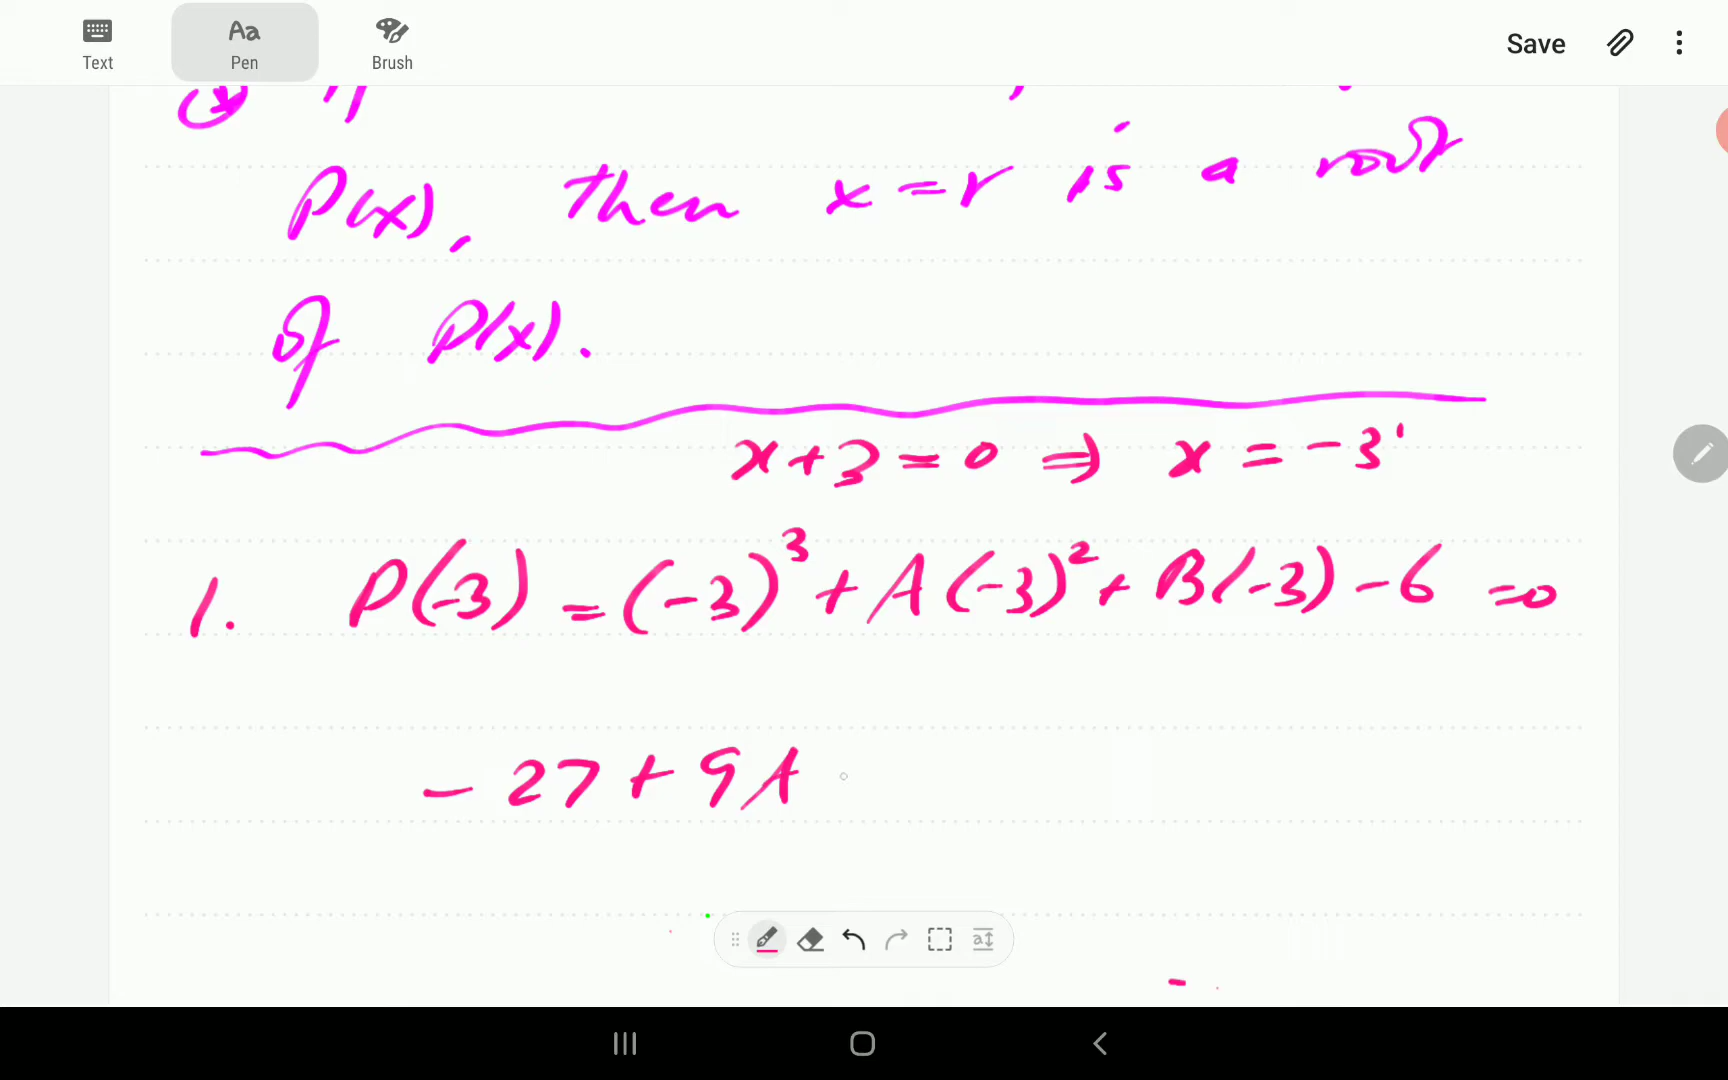 Text Pen Brush Save
P(x), then x=r is a root
of P(x).
x+3=0 ⇒ x=-3
1. P(-3) = (-3)³ + A(-3)² + B(-3) - 6 = 0
- 27 + 9A